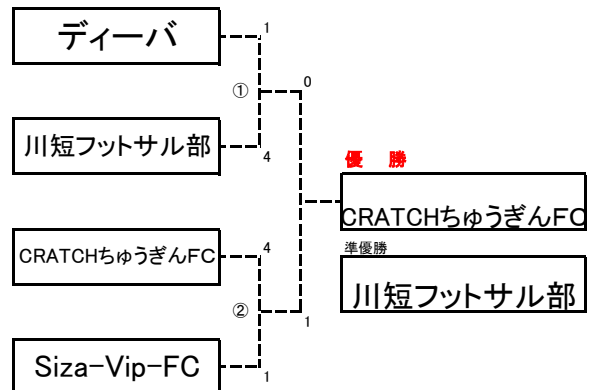 ディーバ
1
①
0
川短フットサル部
4
優 勝
CRATCHちゅうぎんFC
準優勝
川短フットサル部
CRATCHちゅうぎんFC
4
②
1
Siza-Vip-FC
1